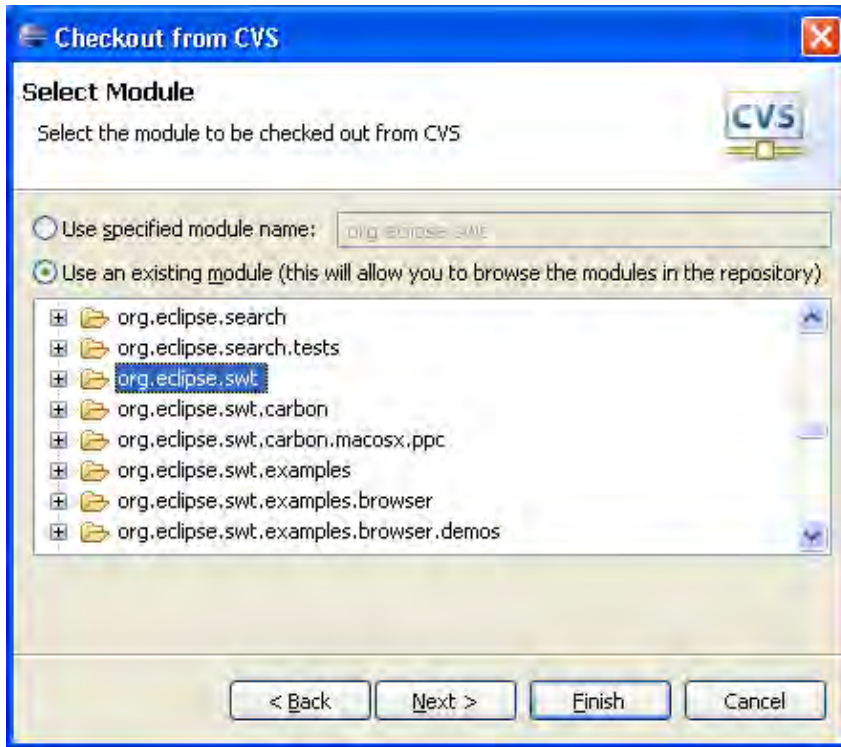 Checkout from CVS
Select Module
Select the module to be checked out from CVS
CVS
Use specified module name: org.eclipse.swt
Use an existing module (this will allow you to browse the modules in the repository)
org.eclipse.search
org.eclipse.search.tests
org.eclipse.swt
org.eclipse.swt.carbon
org.eclipse.swt.carbon.macosx.ppc
org.eclipse.swt.examples
org.eclipse.swt.examples.browser
org.eclipse.swt.examples.browser.demos
< Back Next > Finish Cancel